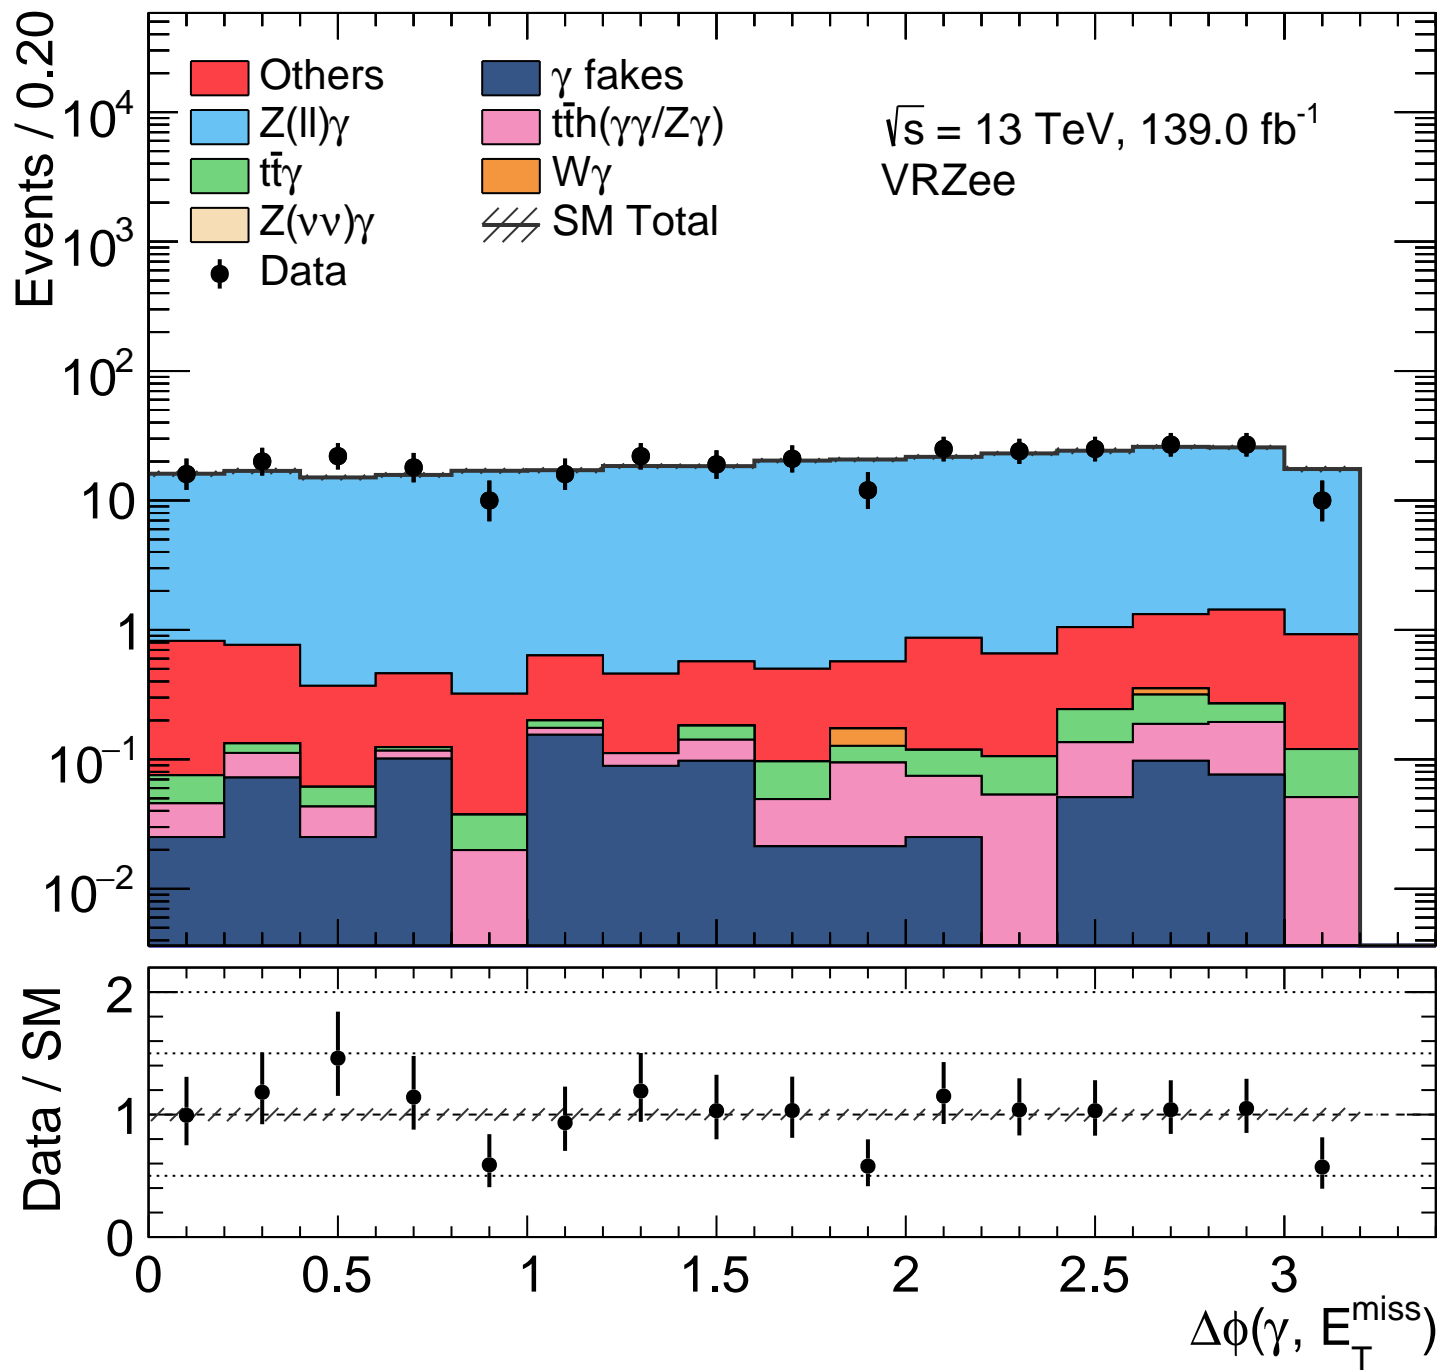 Events / 0.20
10⁴
10³
10²
10
1
10⁻¹
10⁻²
Others
Z(ll)γ
tt̄γ
Z(νν)γ
Data
γ fakes
tt̄h(γγ/Zγ)
Wγ
SM Total
√s = 13 TeV, 139.0 fb⁻¹
VRZee
Data / SM
2
1
0
0 0.5 1 1.5 2 2.5 3
Δϕ(γ, E_T^miss)